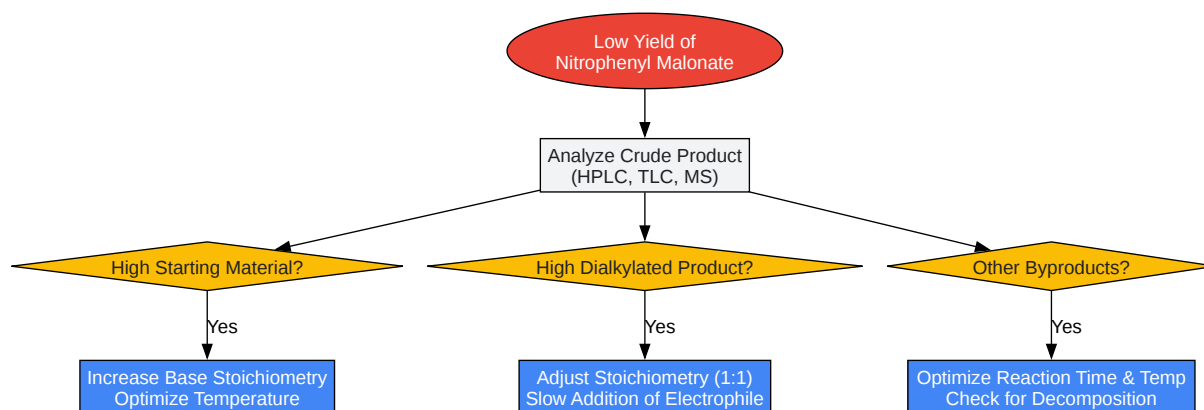 Low Yield of
Nitrophenyl Malonate
Analyze Crude Product
(HPLC, TLC, MS)
High Starting Material?
High Dialkylated Product?
Other Byproducts?
Yes
Yes
Yes
Increase Base Stoichiometry
Optimize Temperature
Adjust Stoichiometry (1:1)
Slow Addition of Electrophile
Optimize Reaction Time & Temp
Check for Decomposition